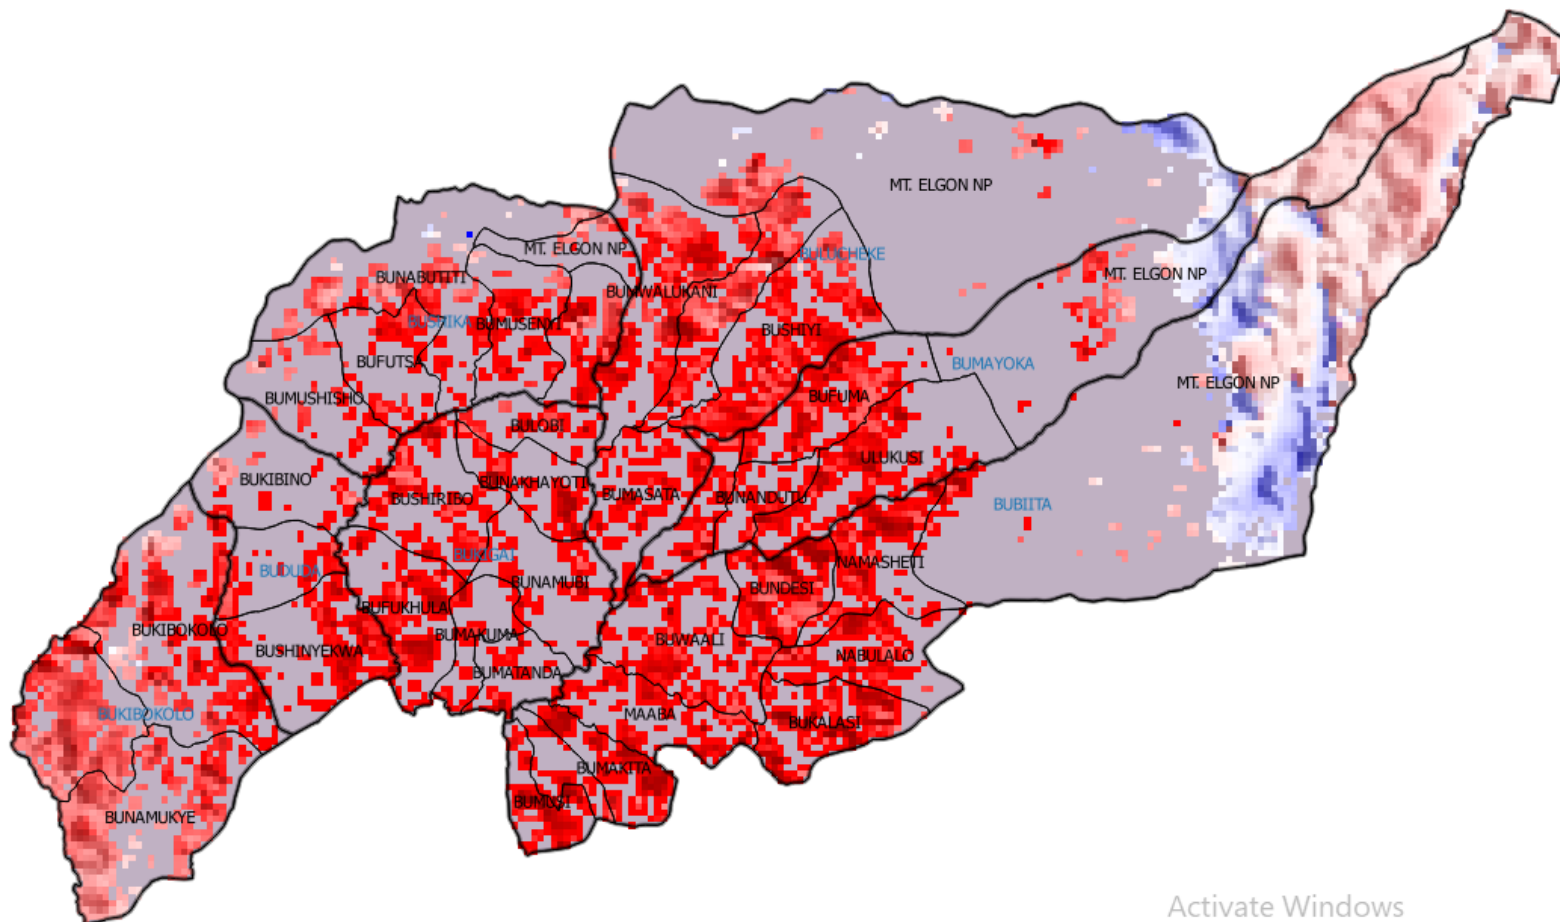 MT. ELGON NP
MT. ELGON NP
BULUCHEKE
MT. ELGON NP
BUNABUTITI
BUMWALUKANI
BUSHIKA
BUMUSENYI
BUSHIYI
BUFUTSA
BUMAYOKA
MT. ELGON NP
BUMUSHISHO
BUFUMA
BULOBI
ULUKUSI
BUKIBINO
BUNAKHAYOTI
BUSHIRIBO
BUMASATA
BUNANDUTU
BUBIITA
BUKIGAI
NAMASHETI
BUDUDA
BUNAMUBI
BUNDESI
BUFUKHULA
BUKIBOKOLO
BUMAKUMA
BUWAALI
BUSHINYEKWA
NABULALO
BUMATANDA
BUKIBOKOLO
MAABA
BUKALASI
BUMAKITA
BUMUSI
BUNAMUKYE
Activate Windows